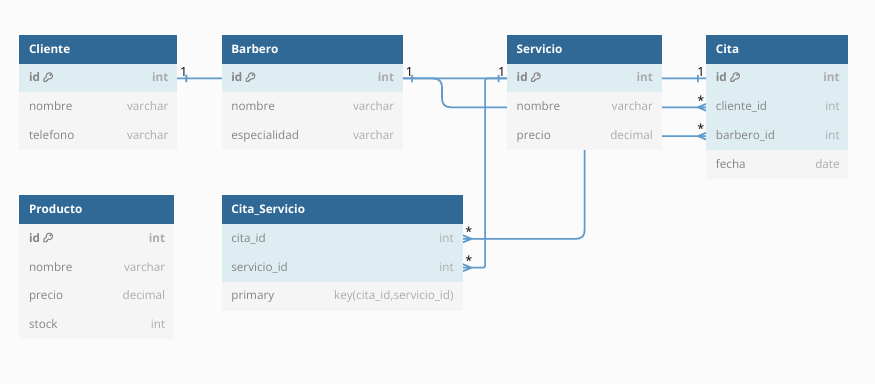 Cliente
id int
nombre varchar
telefono varchar
Barbero
id int
nombre varchar
especialidad varchar
Servicio
id int
nombre varchar
precio decimal
Cita
id int
cliente_id int
barbero_id int
fecha date
1
1
1
1
*
*
Producto
id int
nombre varchar
precio decimal
stock int
Cita_Servicio
cita_id int
servicio_id int
primary key(cita_id,servicio_id)
*
*